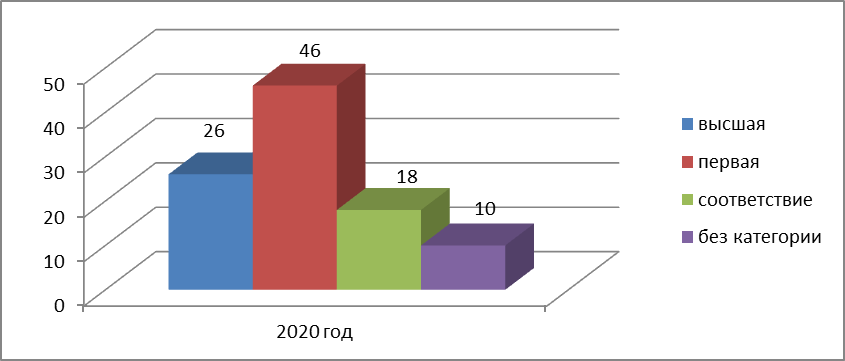 50
40
30
20
10
0
26
46
18
10
2020 год
высшая
первая
соответствие
без категории